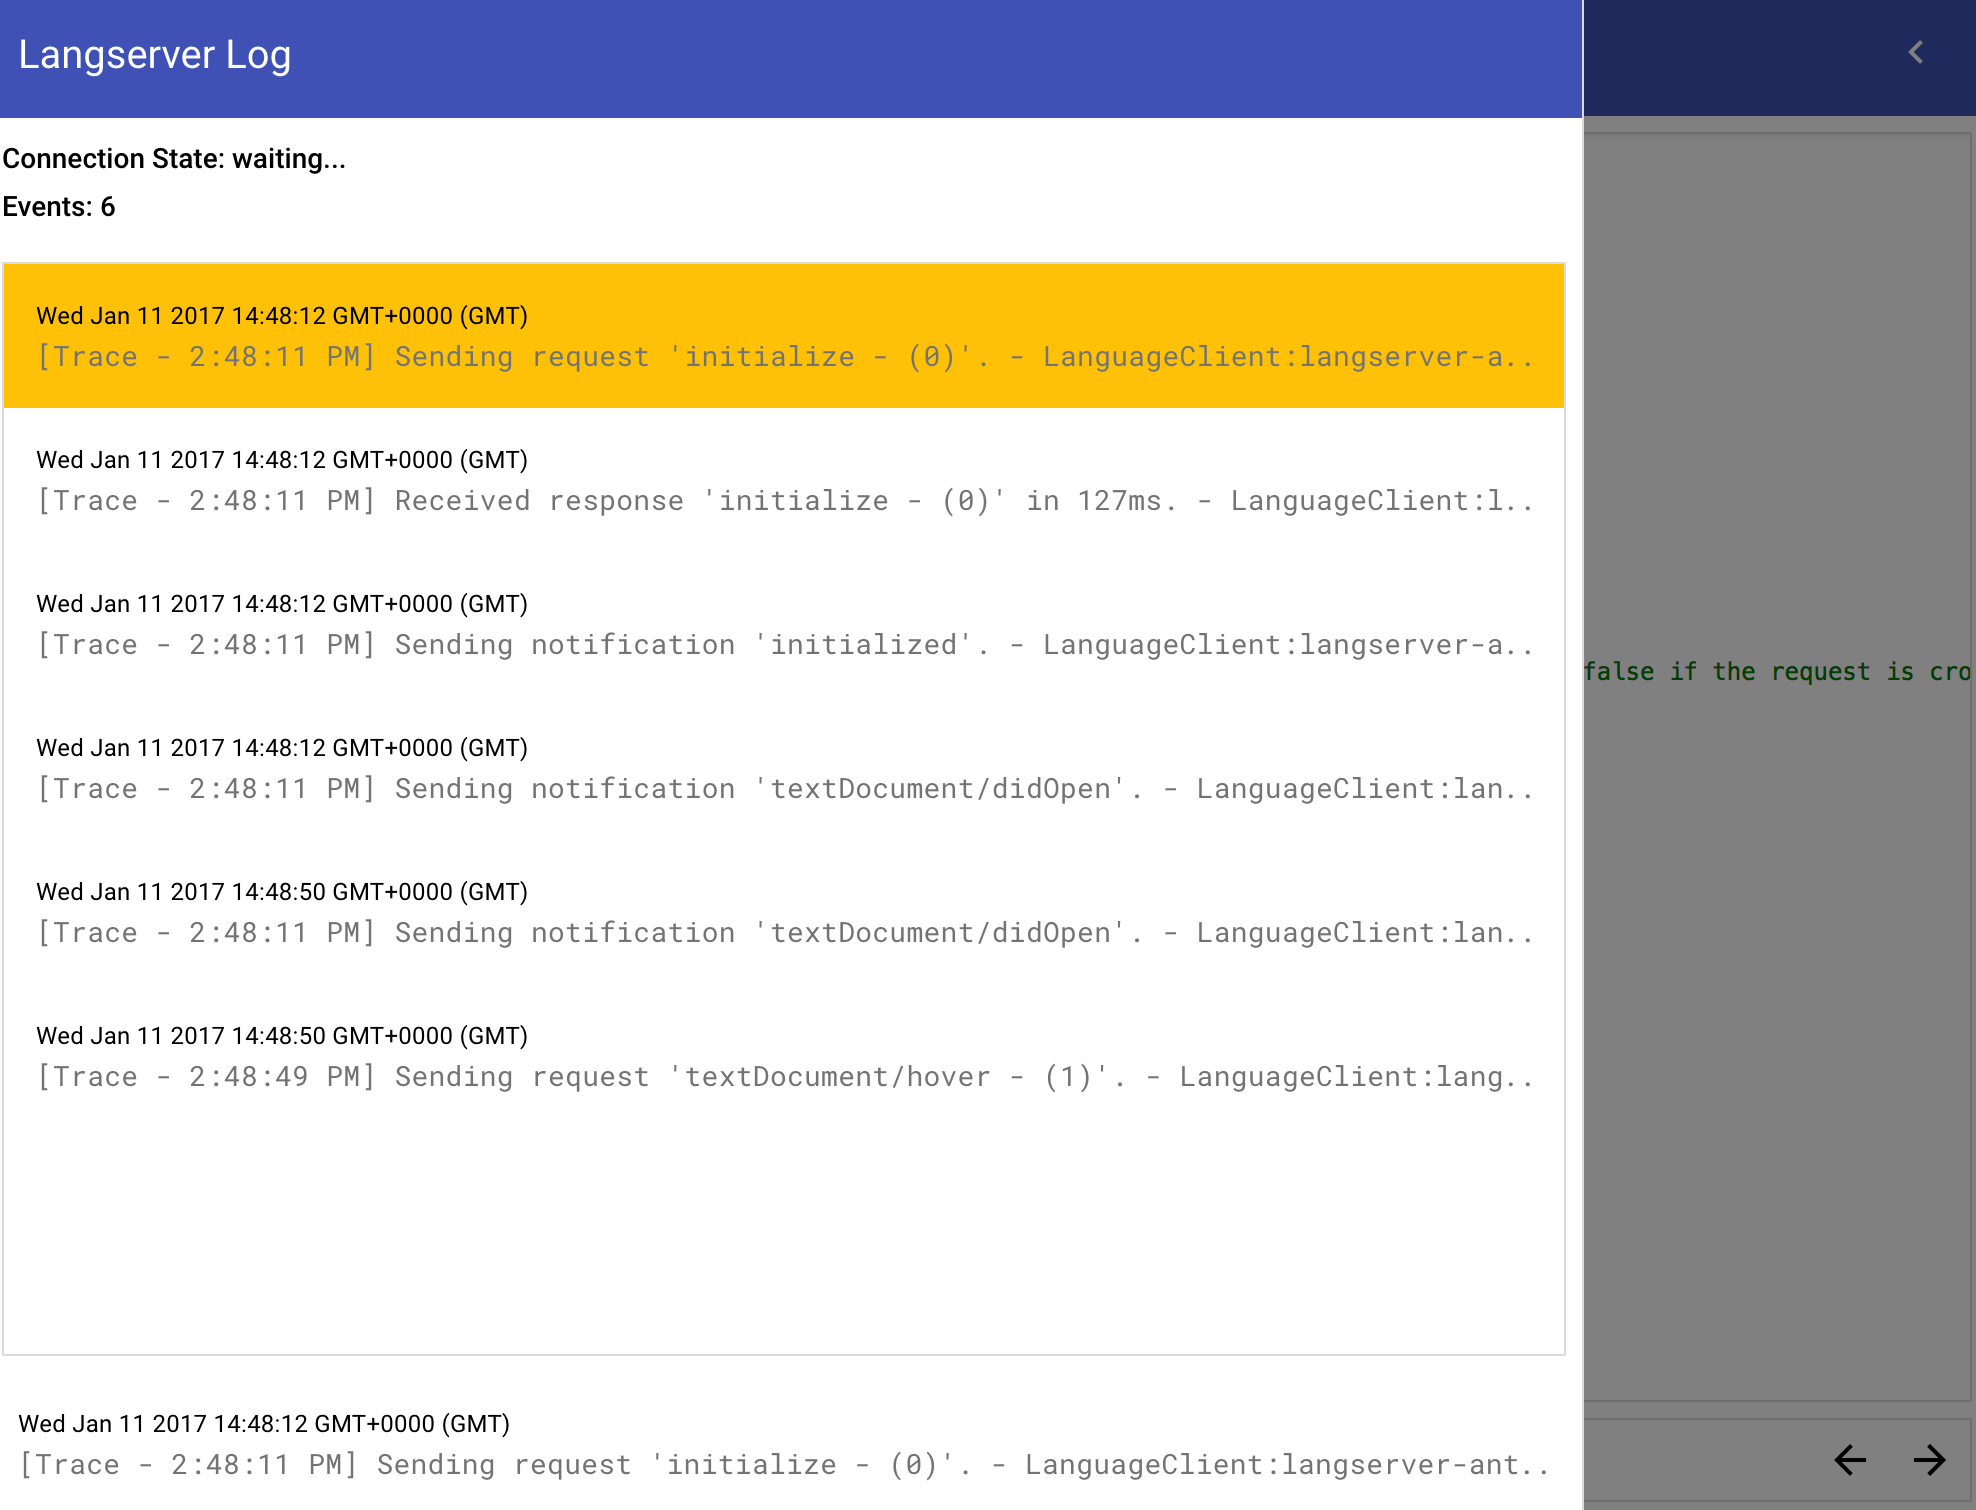 Langserver Log
Connection State: waiting...
Events: 6
Wed Jan 11 2017 14:48:12 GMT+0000 (GMT)
[Trace - 2:48:11 PM] Sending request 'initialize - (0)'. - LanguageClient:langserver-a..
Wed Jan 11 2017 14:48:12 GMT+0000 (GMT)
[Trace - 2:48:11 PM] Received response 'initialize - (0)' in 127ms. - LanguageClient:l..
Wed Jan 11 2017 14:48:12 GMT+0000 (GMT)
[Trace - 2:48:11 PM] Sending notification 'initialized'. - LanguageClient:langserver-a..
Wed Jan 11 2017 14:48:12 GMT+0000 (GMT)
[Trace - 2:48:11 PM] Sending notification 'textDocument/didOpen'. - LanguageClient:lan..
Wed Jan 11 2017 14:48:50 GMT+0000 (GMT)
[Trace - 2:48:11 PM] Sending notification 'textDocument/didOpen'. - LanguageClient:lan..
Wed Jan 11 2017 14:48:50 GMT+0000 (GMT)
[Trace - 2:48:49 PM] Sending request 'textDocument/hover - (1)'. - LanguageClient:lang..
Wed Jan 11 2017 14:48:12 GMT+0000 (GMT)
[Trace - 2:48:11 PM] Sending request 'initialize - (0)'. - LanguageClient:langserver-ant..
false if the request is cro